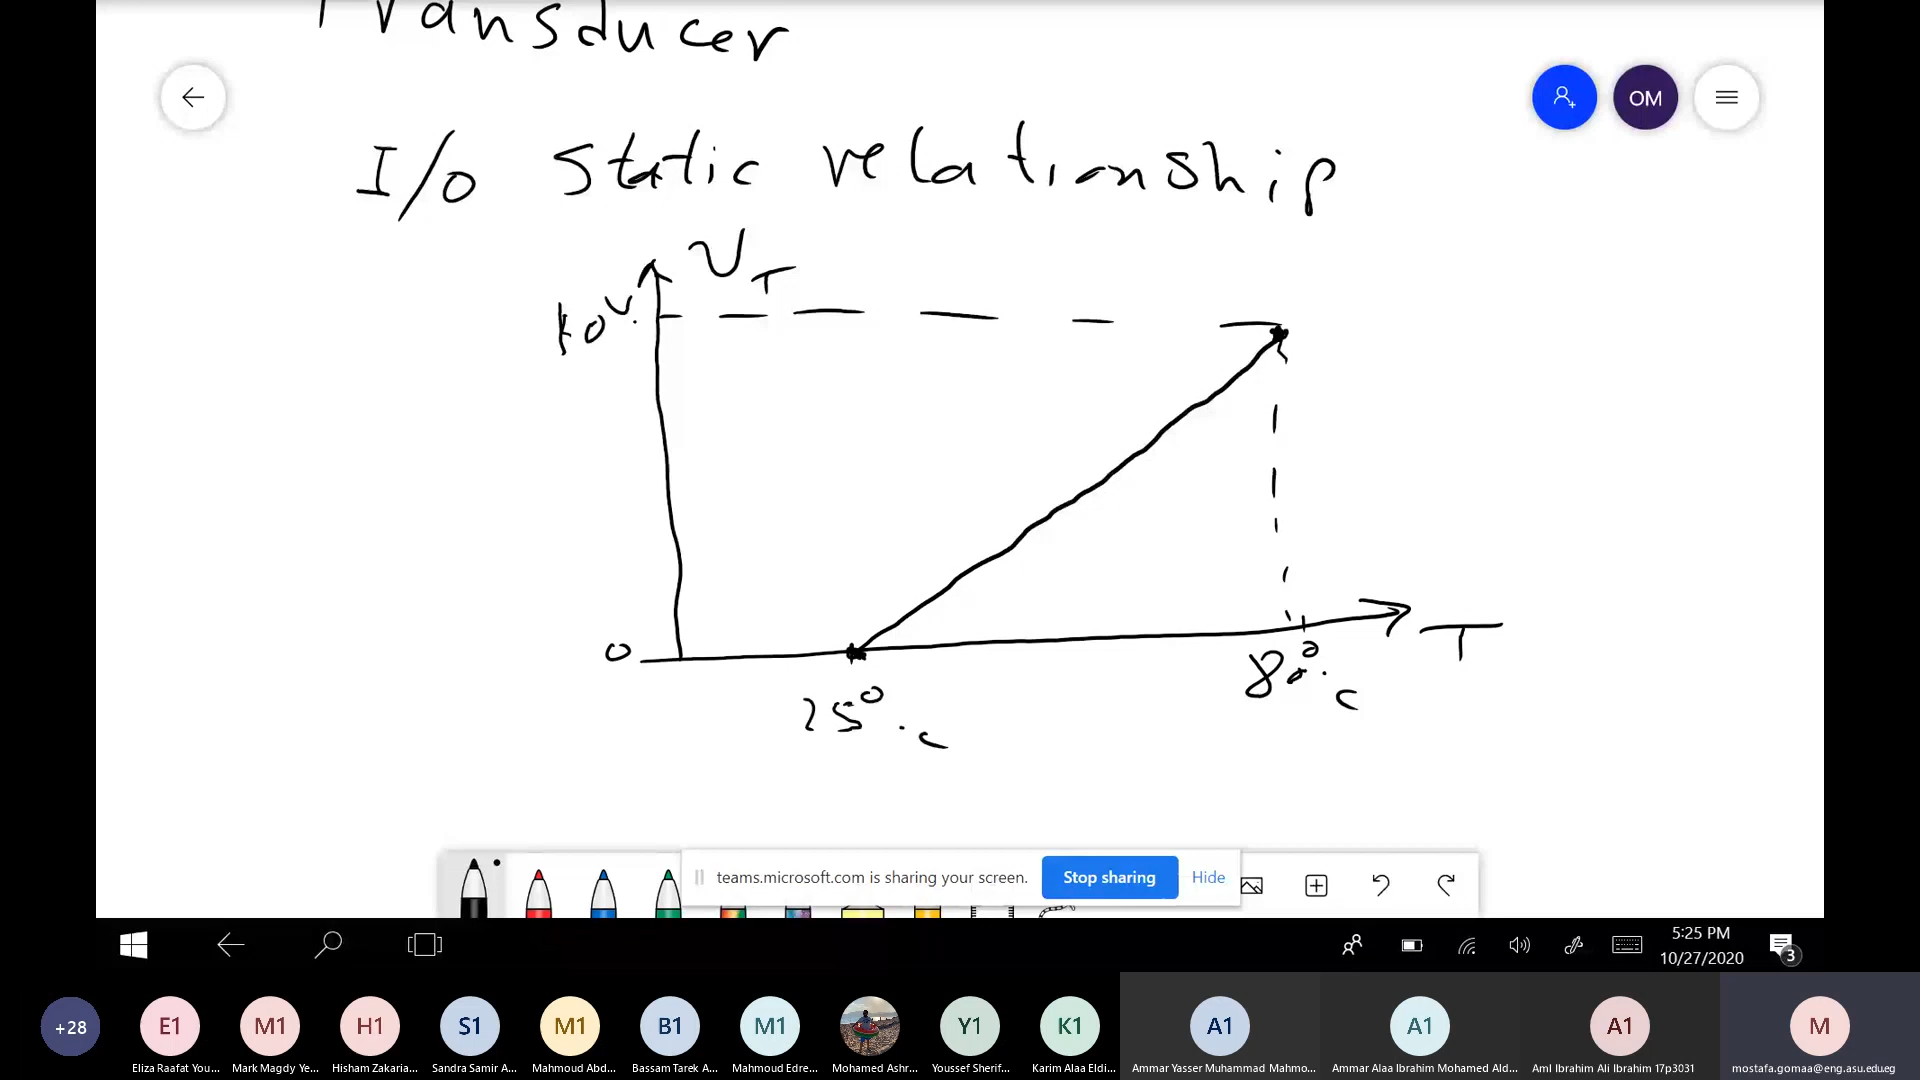 Transducer
OM
I/O static relationship
V_T
10 V.
0
25°.c
80°.c
T
teams.microsoft.com is sharing your screen.
Stop sharing
Hide
5:25 PM
10/27/2020
3
+28
E1
M1
H1
S1
M1
B1
M1
Y1
K1
A1
A1
A1
M
Eliza Raafat You...
Mark Magdy Ye...
Hisham Zakaria...
Sandra Samir A...
Mahmoud Abd...
Bassam Tarek A...
Mahmoud Edre...
Mohamed Ashr...
Youssef Sherif...
Karim Alaa Eldi...
Ammar Yasser Muhammad Mahmo...
Ammar Alaa Ibrahim Mohamed Ald...
Aml Ibrahim Ali Ibrahim 17p3031
mostafa.gomaa@eng.asu.edu.eg